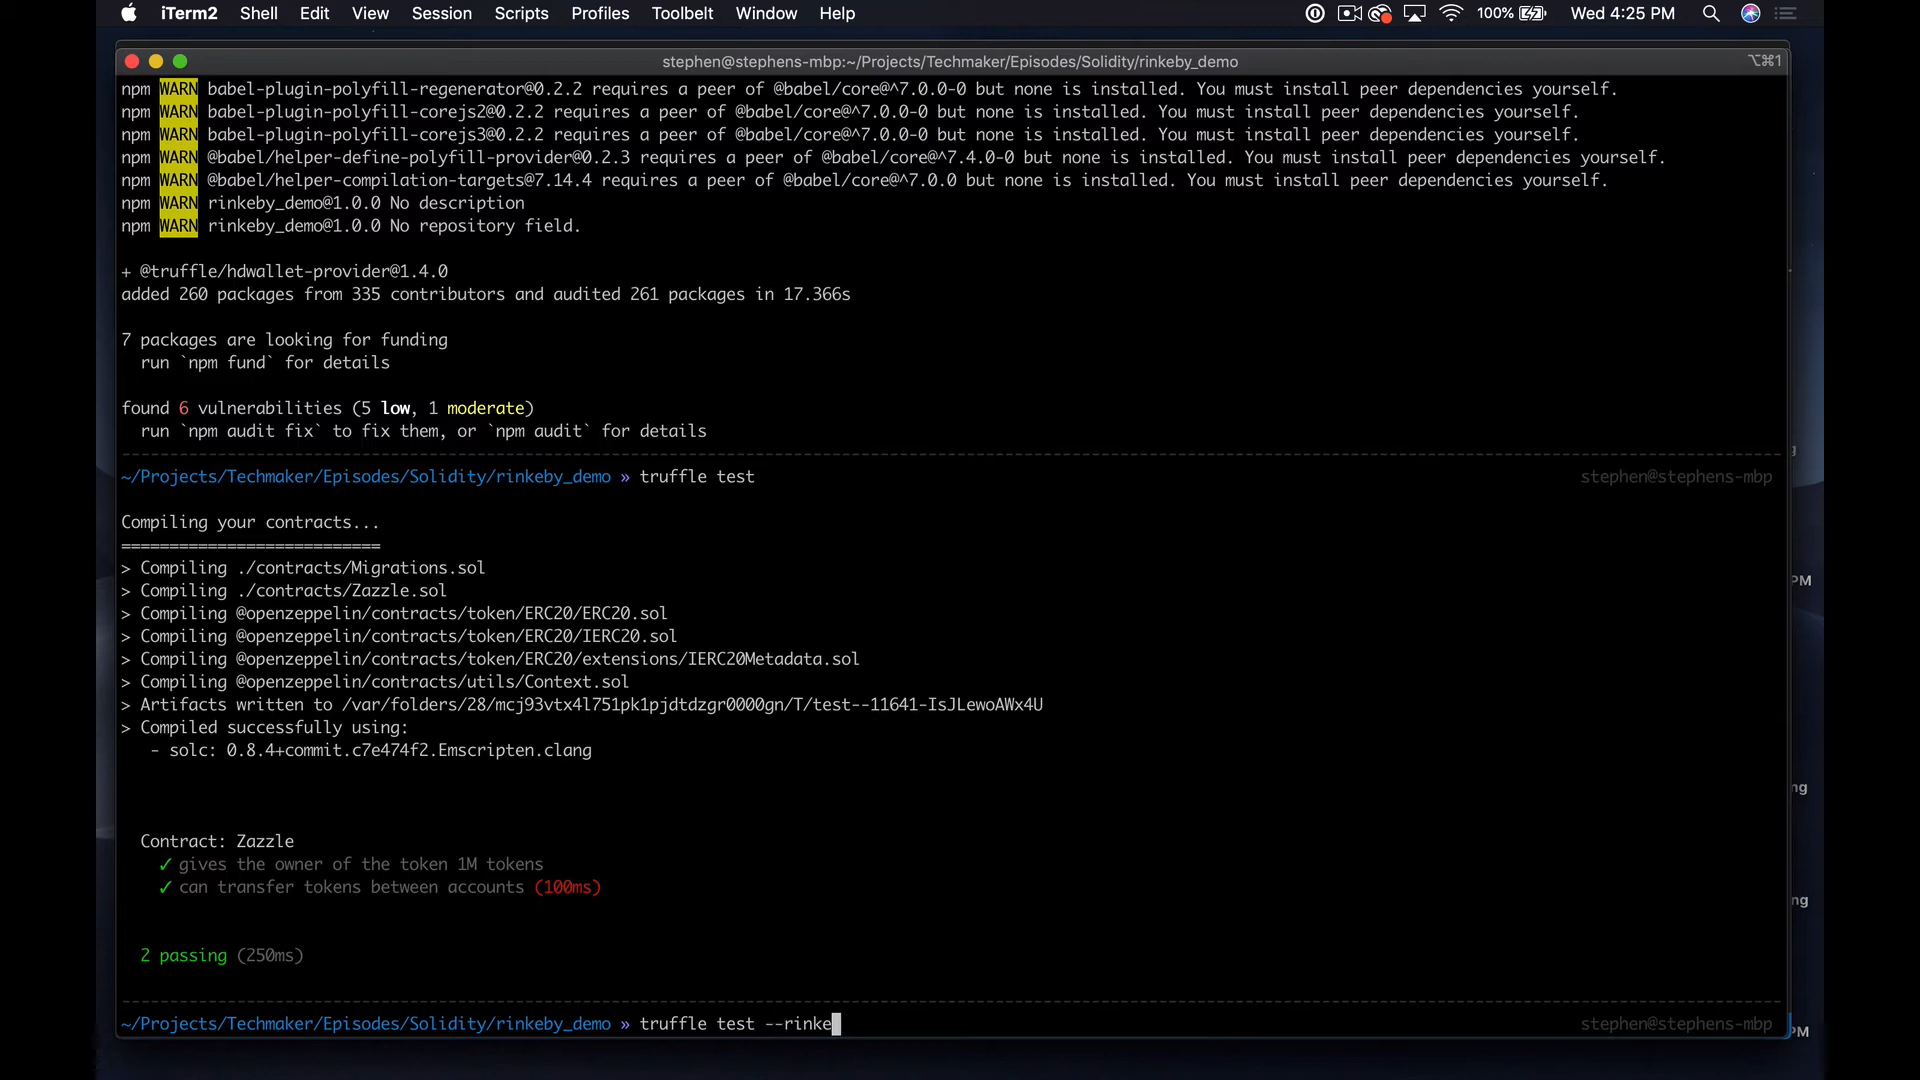 iTerm2 Shell Edit View Session Scripts Profiles Toolbelt Window Help 100% Wed 4:25 PM
stephen@stephens-mbp:~/Projects/Techmaker/Episodes/Solidity/rinkeby_demo ⌥⌘1
npm WARN babel-plugin-polyfill-regenerator@0.2.2 requires a peer of @babel/core@^7.0.0-0 but none is installed. You must install peer dependencies yourself.
npm WARN babel-plugin-polyfill-corejs2@0.2.2 requires a peer of @babel/core@^7.0.0-0 but none is installed. You must install peer dependencies yourself.
npm WARN babel-plugin-polyfill-corejs3@0.2.2 requires a peer of @babel/core@^7.0.0-0 but none is installed. You must install peer dependencies yourself.
npm WARN @babel/helper-define-polyfill-provider@0.2.3 requires a peer of @babel/core@^7.4.0-0 but none is installed. You must install peer dependencies yourself.
npm WARN @babel/helper-compilation-targets@7.14.4 requires a peer of @babel/core@^7.0.0 but none is installed. You must install peer dependencies yourself.
npm WARN rinkeby_demo@1.0.0 No description
npm WARN rinkeby_demo@1.0.0 No repository field.
+ @truffle/hdwallet-provider@1.4.0
added 260 packages from 335 contributors and audited 261 packages in 17.366s
7 packages are looking for funding
run `npm fund` for details
found 6 vulnerabilities (5 low, 1 moderate)
run `npm audit fix` to fix them, or `npm audit` for details
~/Projects/Techmaker/Episodes/Solidity/rinkeby_demo » truffle test stephen@stephens-mbp
Compiling your contracts...
===========================
> Compiling ./contracts/Migrations.sol
> Compiling ./contracts/Zazzle.sol
PM
> Compiling @openzeppelin/contracts/token/ERC20/ERC20.sol
> Compiling @openzeppelin/contracts/token/ERC20/IERC20.sol
> Compiling @openzeppelin/contracts/token/ERC20/extensions/IERC20Metadata.sol
> Compiling @openzeppelin/contracts/utils/Context.sol
> Artifacts written to /var/folders/28/mcj93vtx4l751pk1pjdtdzgr0000gn/T/test--11641-IsJLewoAWx4U
> Compiled successfully using:
- solc: 0.8.4+commit.c7e474f2.Emscripten.clang
ng
Contract: Zazzle
✓ gives the owner of the token 1M tokens
✓ can transfer tokens between accounts (100ms)
ng
2 passing (250ms)
~/Projects/Techmaker/Episodes/Solidity/rinkeby_demo » truffle test --rinke stephen@stephens-mbp
PM